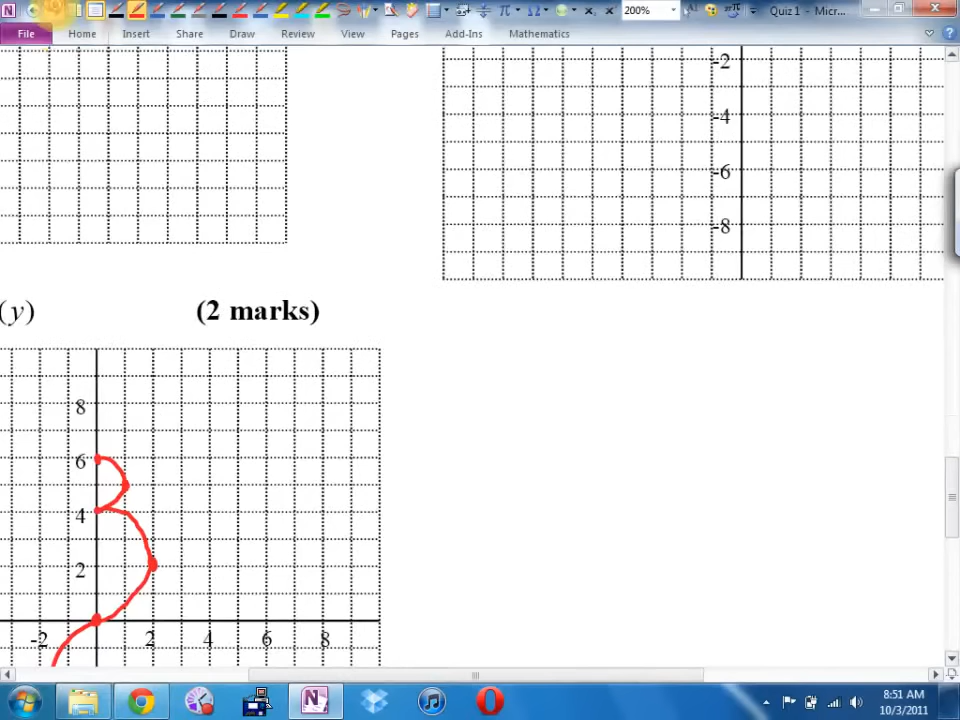 200%
Quiz 1 - Micr...
File Home Insert Share Draw Review View Pages Add-Ins Mathematics
-2
-4
-6
-8
(y) (2 marks)
8
6
4
2
-2 2 4 6 8
8:51 AM
10/3/2011